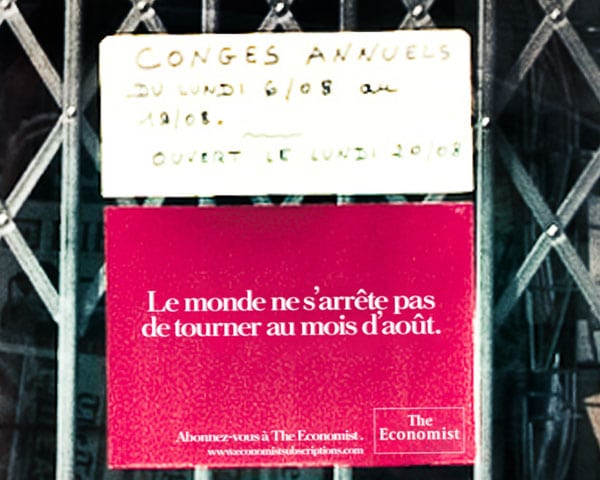 CONGES ANNUELS
DU LUNDI 6/08 au
19/08.
OUVERT LE LUNDI 20/08
Le monde ne s'arrête pas
de tourner au mois d'août.
Abonnez-vous à The Economist.
www.economistsubscriptions.com
The
Economist